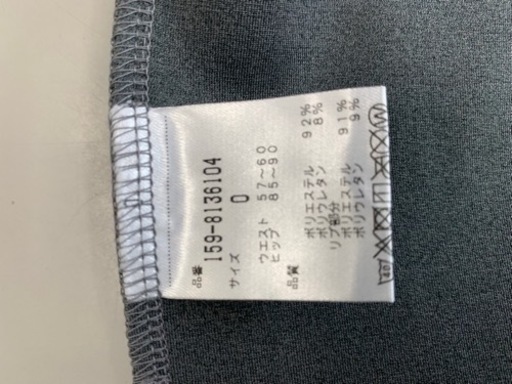 品番
159-8136104
サイズ 0
ウエスト 57～60
ヒップ 85～90
品質
ポリエステル 92%
ポリウレタン 8%
リブ部分
ポリエステル 91%
ポリウレタン 9%